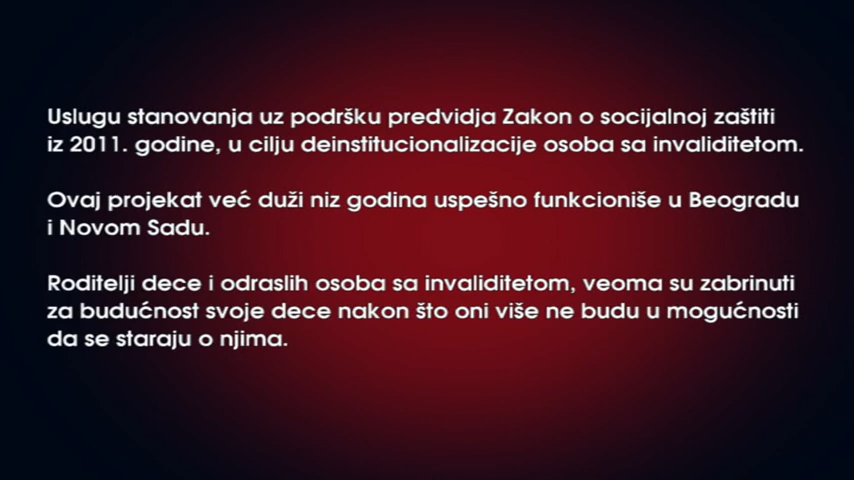 Uslugu stanovanja uz podršku predvidja Zakon o socijalnoj zaštiti
iz 2011. godine, u cilju deinstitucionalizacije osoba sa invaliditetom.
Ovaj projekat već duži niz godina uspešno funkcioniše u Beogradu
i Novom Sadu.
Roditelji dece i odraslih osoba sa invaliditetom, veoma su zabrinuti
za budućnost svoje dece nakon što oni više ne budu u mogućnosti
da se staraju o njima.